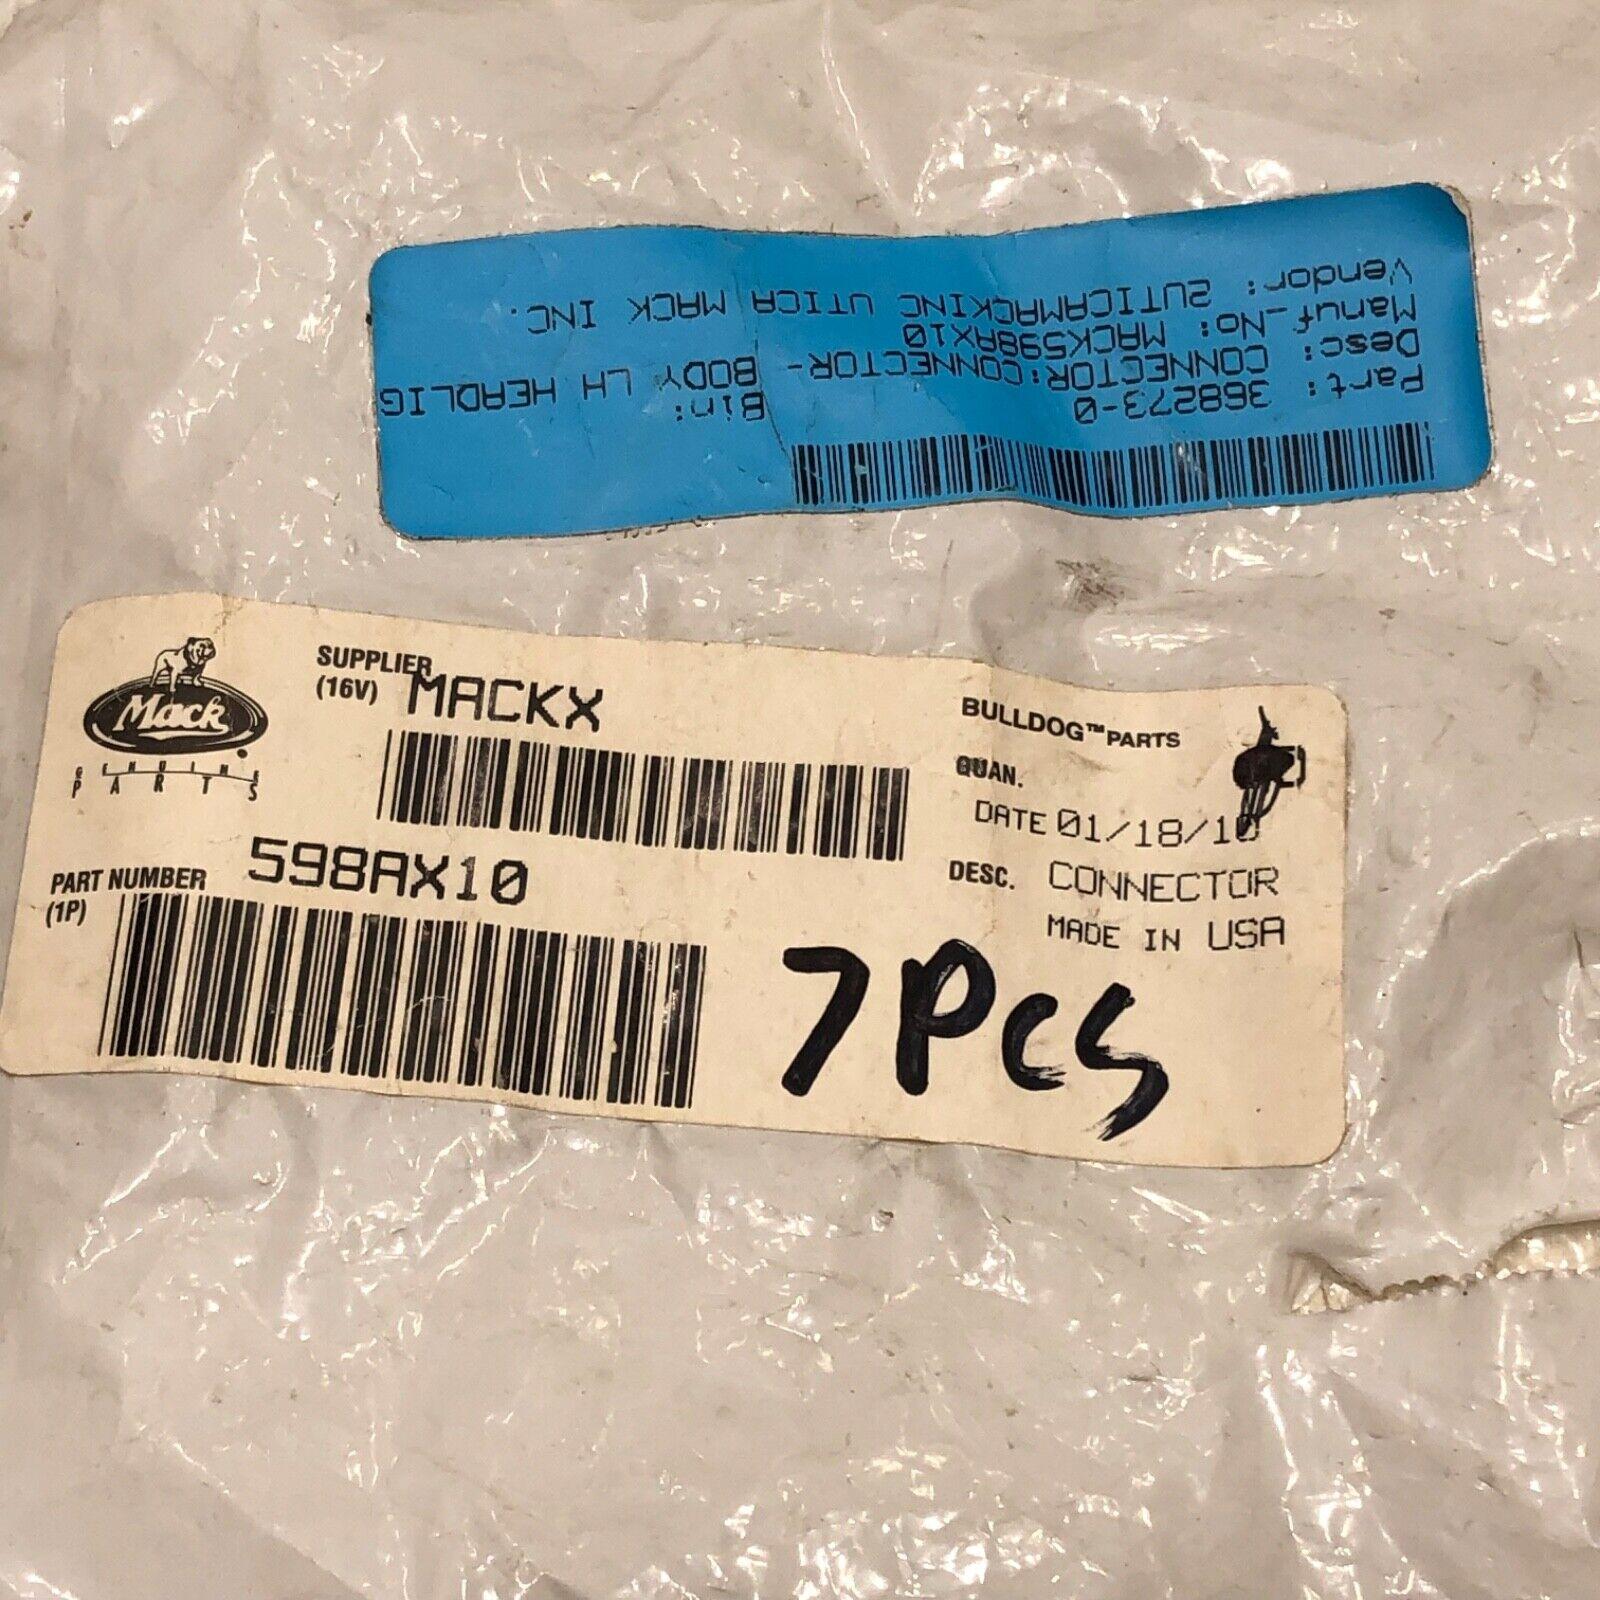 Part: 368273-0 Bin:
Desc: CONNECTOR:CONNECTOR- BODY LH HEADLIG
Manuf_No: MACK598AX10
Vendor: 2UTICAMACKINC UTICA MACK INC.
Mack
GENUINE
PARTS
SUPPLIER
(16V) MACKX
PART NUMBER 598AX10
(1P)
BULLDOG™ PARTS
QUAN.
DATE 01/18/10
DESC. CONNECTOR
MADE IN USA
7Pcs